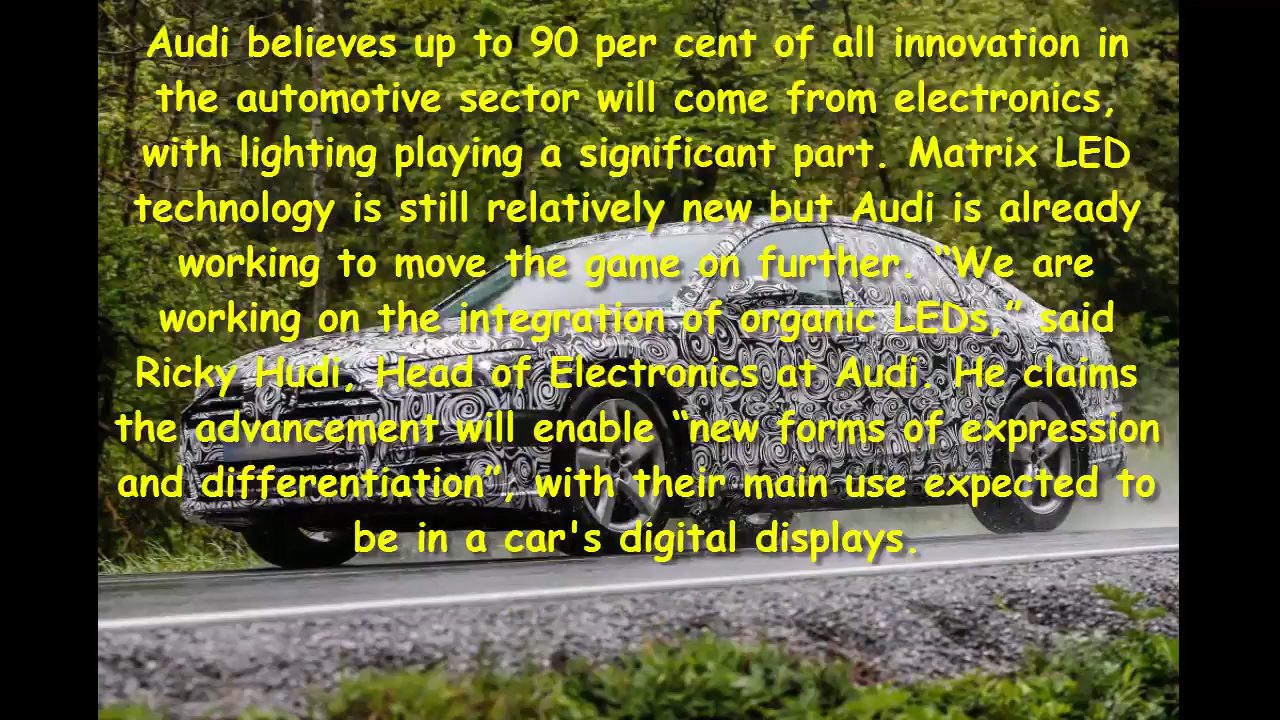 Audi believes up to 90 per cent of all innovation in
the automotive sector will come from electronics,
with lighting playing a significant part. Matrix LED
technology is still relatively new but Audi is already
working to move the game on further. “We are
working on the integration of organic LEDs,” said
Ricky Hudi, Head of Electronics at Audi. He claims
the advancement will enable “new forms of expression
and differentiation”, with their main use expected to
be in a car's digital displays.